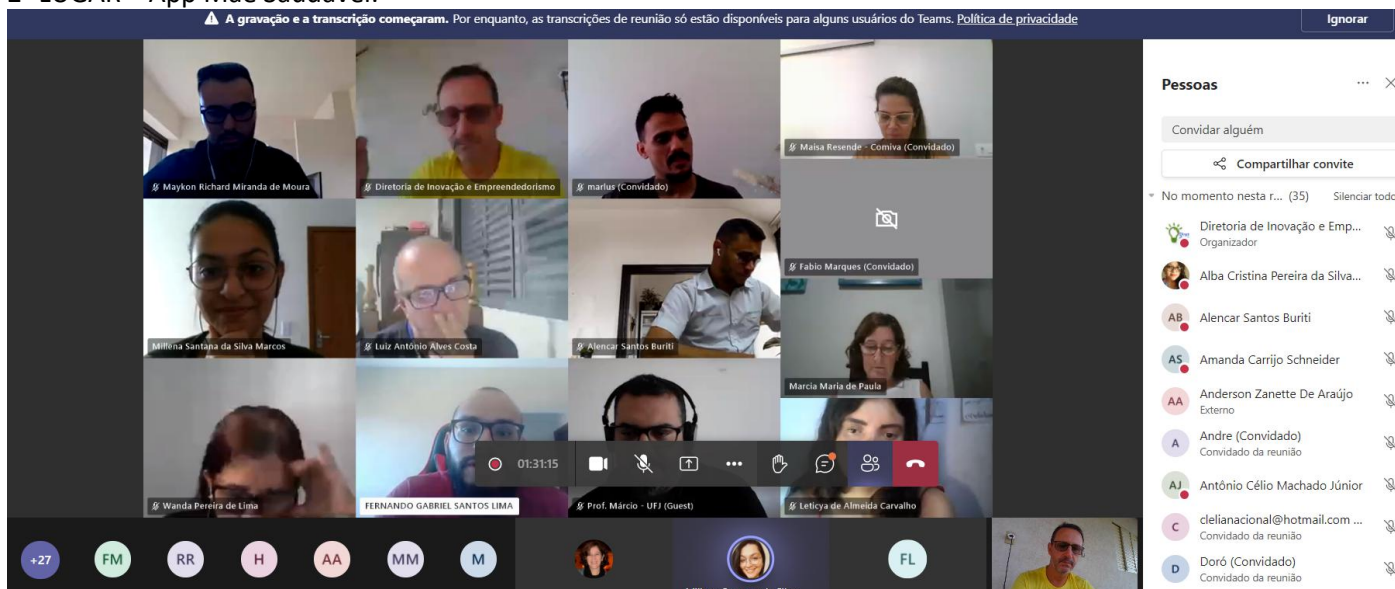 A gravação e a transcrição começaram. Por enquanto, as transcrições de reunião só estão disponíveis para alguns usuários do Teams. Política de privacidade
Ignorar
Maykon Richard Miranda de Moura
Diretoria de Inovação e Empreendedorismo
marlus (Convidado)
Maisa Resende - Comiva (Convidado)
Fabio Marques (Convidado)
Millena Santana da Silva Marcos
Luiz Antônio Alves Costa
Alencar Santos Buriti
Marcia Maria de Paula
Wanda Pereira de Lima
FERNANDO GABRIEL SANTOS LIMA
Prof. Márcio - UFJ (Guest)
Leticya de Almeida Carvalho
01:31:15
+27
FM
RR
H
AA
MM
M
FL
Pessoas
Convidar alguém
Compartilhar convite
No momento nesta r... (35)
Silenciar todo
Diretoria de Inovação e Emp...
Organizador
Alba Cristina Pereira da Silva...
AB
Alencar Santos Buriti
AS
Amanda Carrijo Schneider
AA
Anderson Zanette De Araújo
Externo
A
Andre (Convidado)
Convidado da reunião
AJ
Antônio Célio Machado Júnior
C
clelianacional@hotmail.com ...
Convidado da reunião
D
Doró (Convidado)
Convidado da reunião